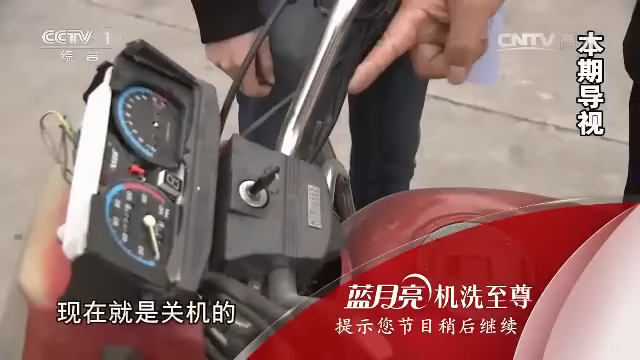 CCTV 1
综合
CNTV 高
本期导视
现在就是关机的
蓝月亮 机洗至尊
提示您节目稍后继续